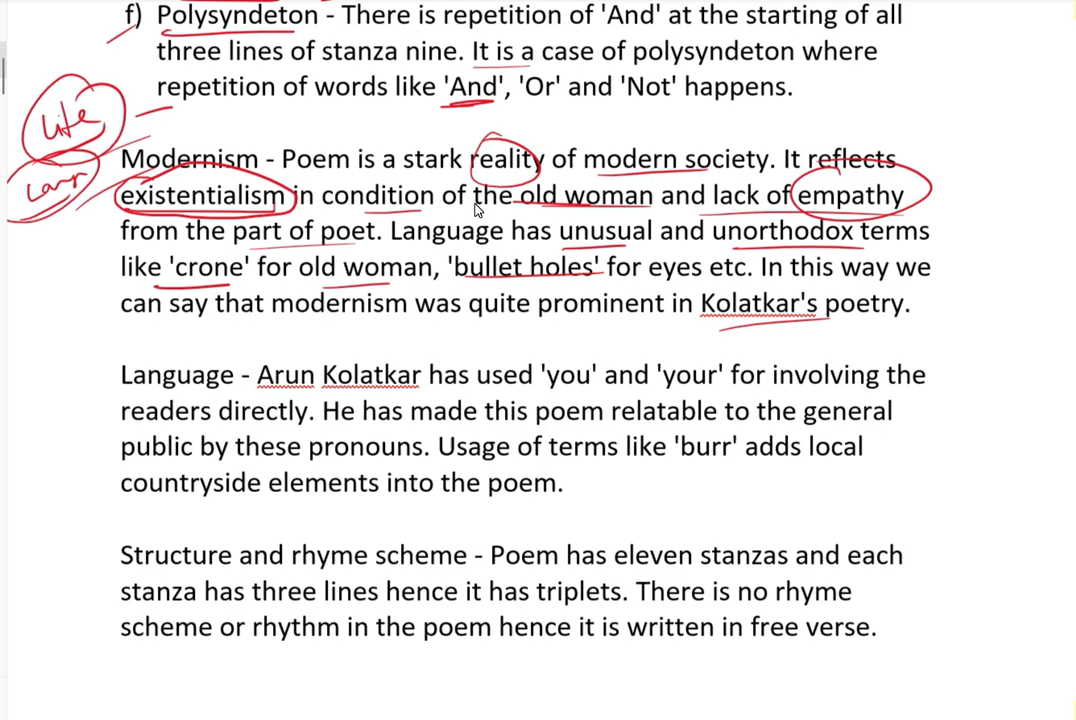 f) Polysyndeton - There is repetition of 'And' at the starting of all
three lines of stanza nine. It is a case of polysyndeton where
repetition of words like 'And', 'Or' and 'Not' happens.
Life
Modernism - Poem is a stark reality of modern society. It reflects
existentialism in condition of the old woman and lack of empathy
from the part of poet. Language has unusual and unorthodox terms
like 'crone' for old woman, 'bullet holes' for eyes etc. In this way we
can say that modernism was quite prominent in Kolatkar's poetry.
Language - Arun Kolatkar has used 'you' and 'your' for involving the
readers directly. He has made this poem relatable to the general
public by these pronouns. Usage of terms like 'burr' adds local
countryside elements into the poem.
Structure and rhyme scheme - Poem has eleven stanzas and each
stanza has three lines hence it has triplets. There is no rhyme
scheme or rhythm in the poem hence it is written in free verse.